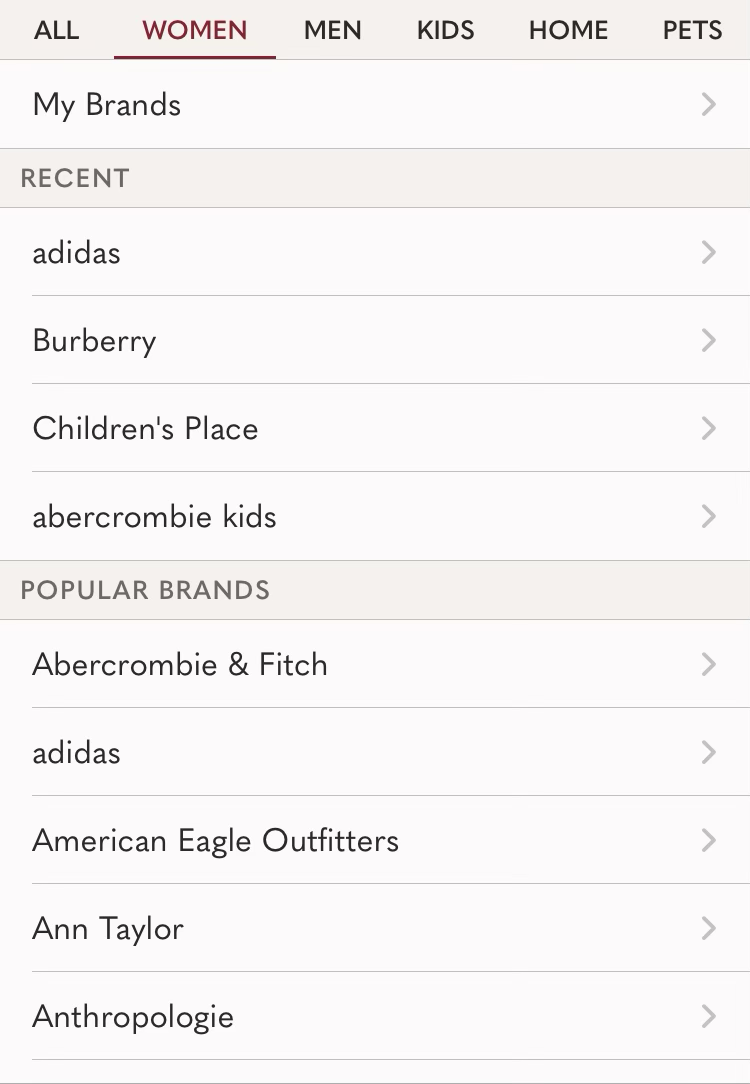 ALL WOMEN MEN KIDS HOME PETS
My Brands
RECENT
adidas
Burberry
Children's Place
abercrombie kids
POPULAR BRANDS
Abercrombie & Fitch
adidas
American Eagle Outfitters
Ann Taylor
Anthropologie